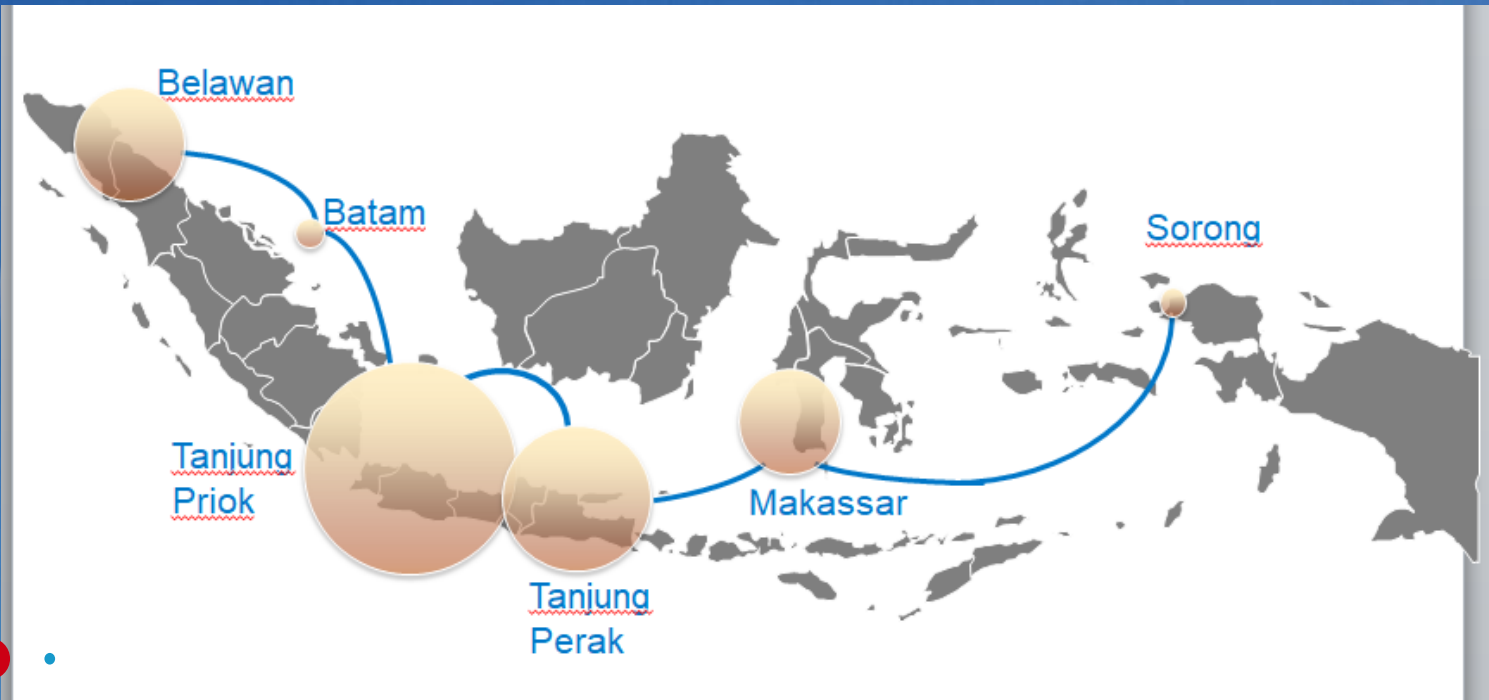 Belawan
Batam
Sorong
Tanjung
Priok
Makassar
Tanjung
Perak